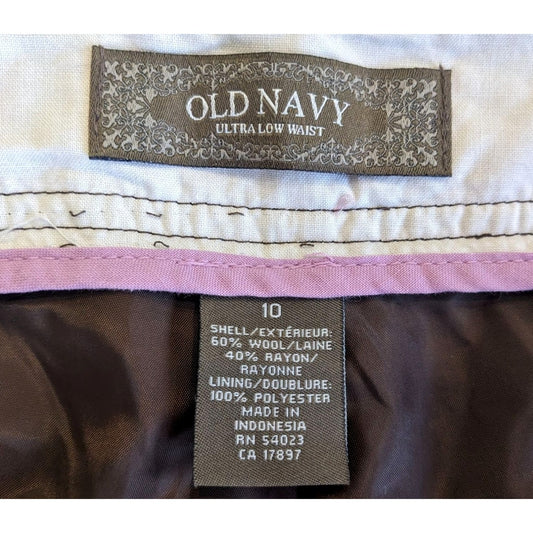 OLD NAVY
ULTRA LOW WAIST
10
SHELL/EXTÉRIEUR:
60% WOOL/LAINE
40% RAYON/
RAYONNE
LINING/DOUBLURE:
100% POLYESTER
MADE IN
INDONESIA
RN 54023
CA 17897